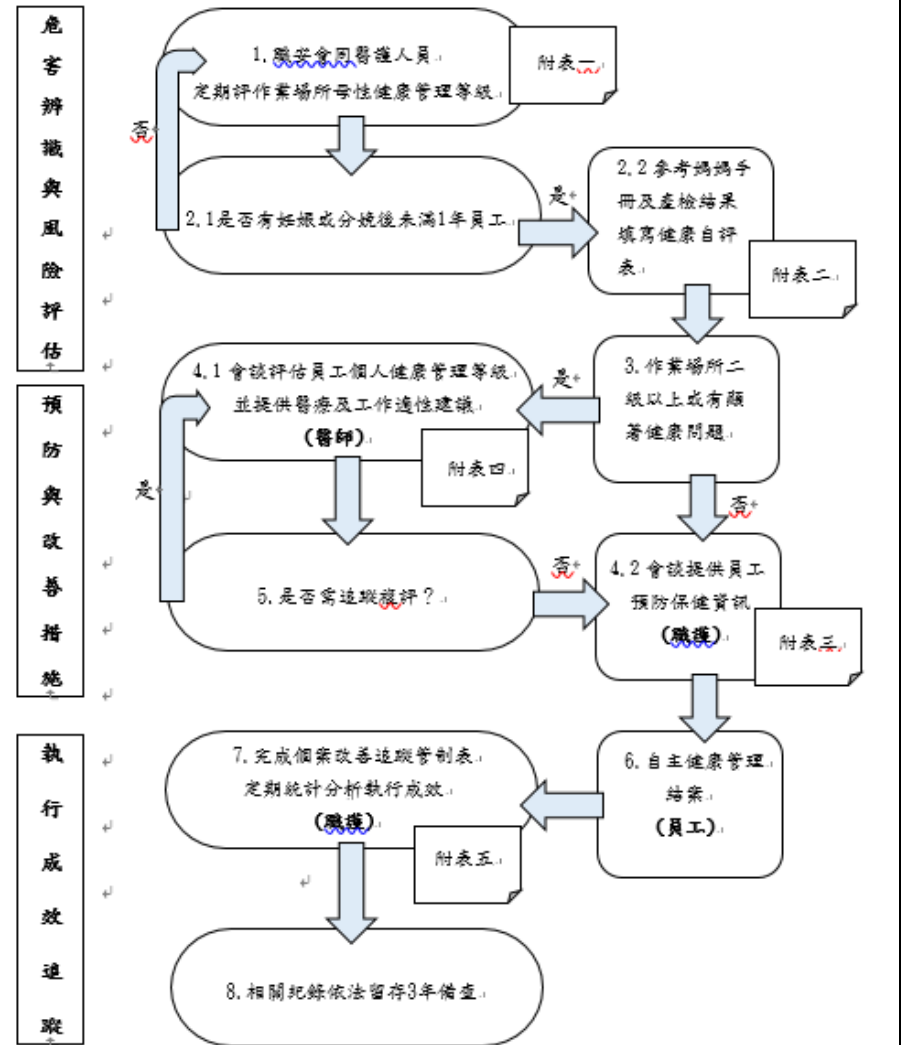 危害辨識與風險評估
1.職安會同醫護人員
定期評作業場所母性健康管理等級
附表一
否
2.1是否有妊娠或分娩後未滿1年員工
是
2.2參考媽媽手
冊及產檢結果
填寫健康自評
表
附表二
預防與改善措施
3.作業場所二
級以上或有顯
著健康問題
是
4.1會談評估員工個人健康管理等級
並提供醫療及工作適性建議
(醫師)
附表四
是
否
5.是否需追蹤複評?
否
4.2會談提供員工
預防保健資訊
(職護)
附表三
執行成效追蹤
6.自主健康管理
結案
(員工)
7.完成個案改善追蹤管制表
定期統計分析執行成效
(職護)
附表五
8.相關紀錄依法留存3年備查